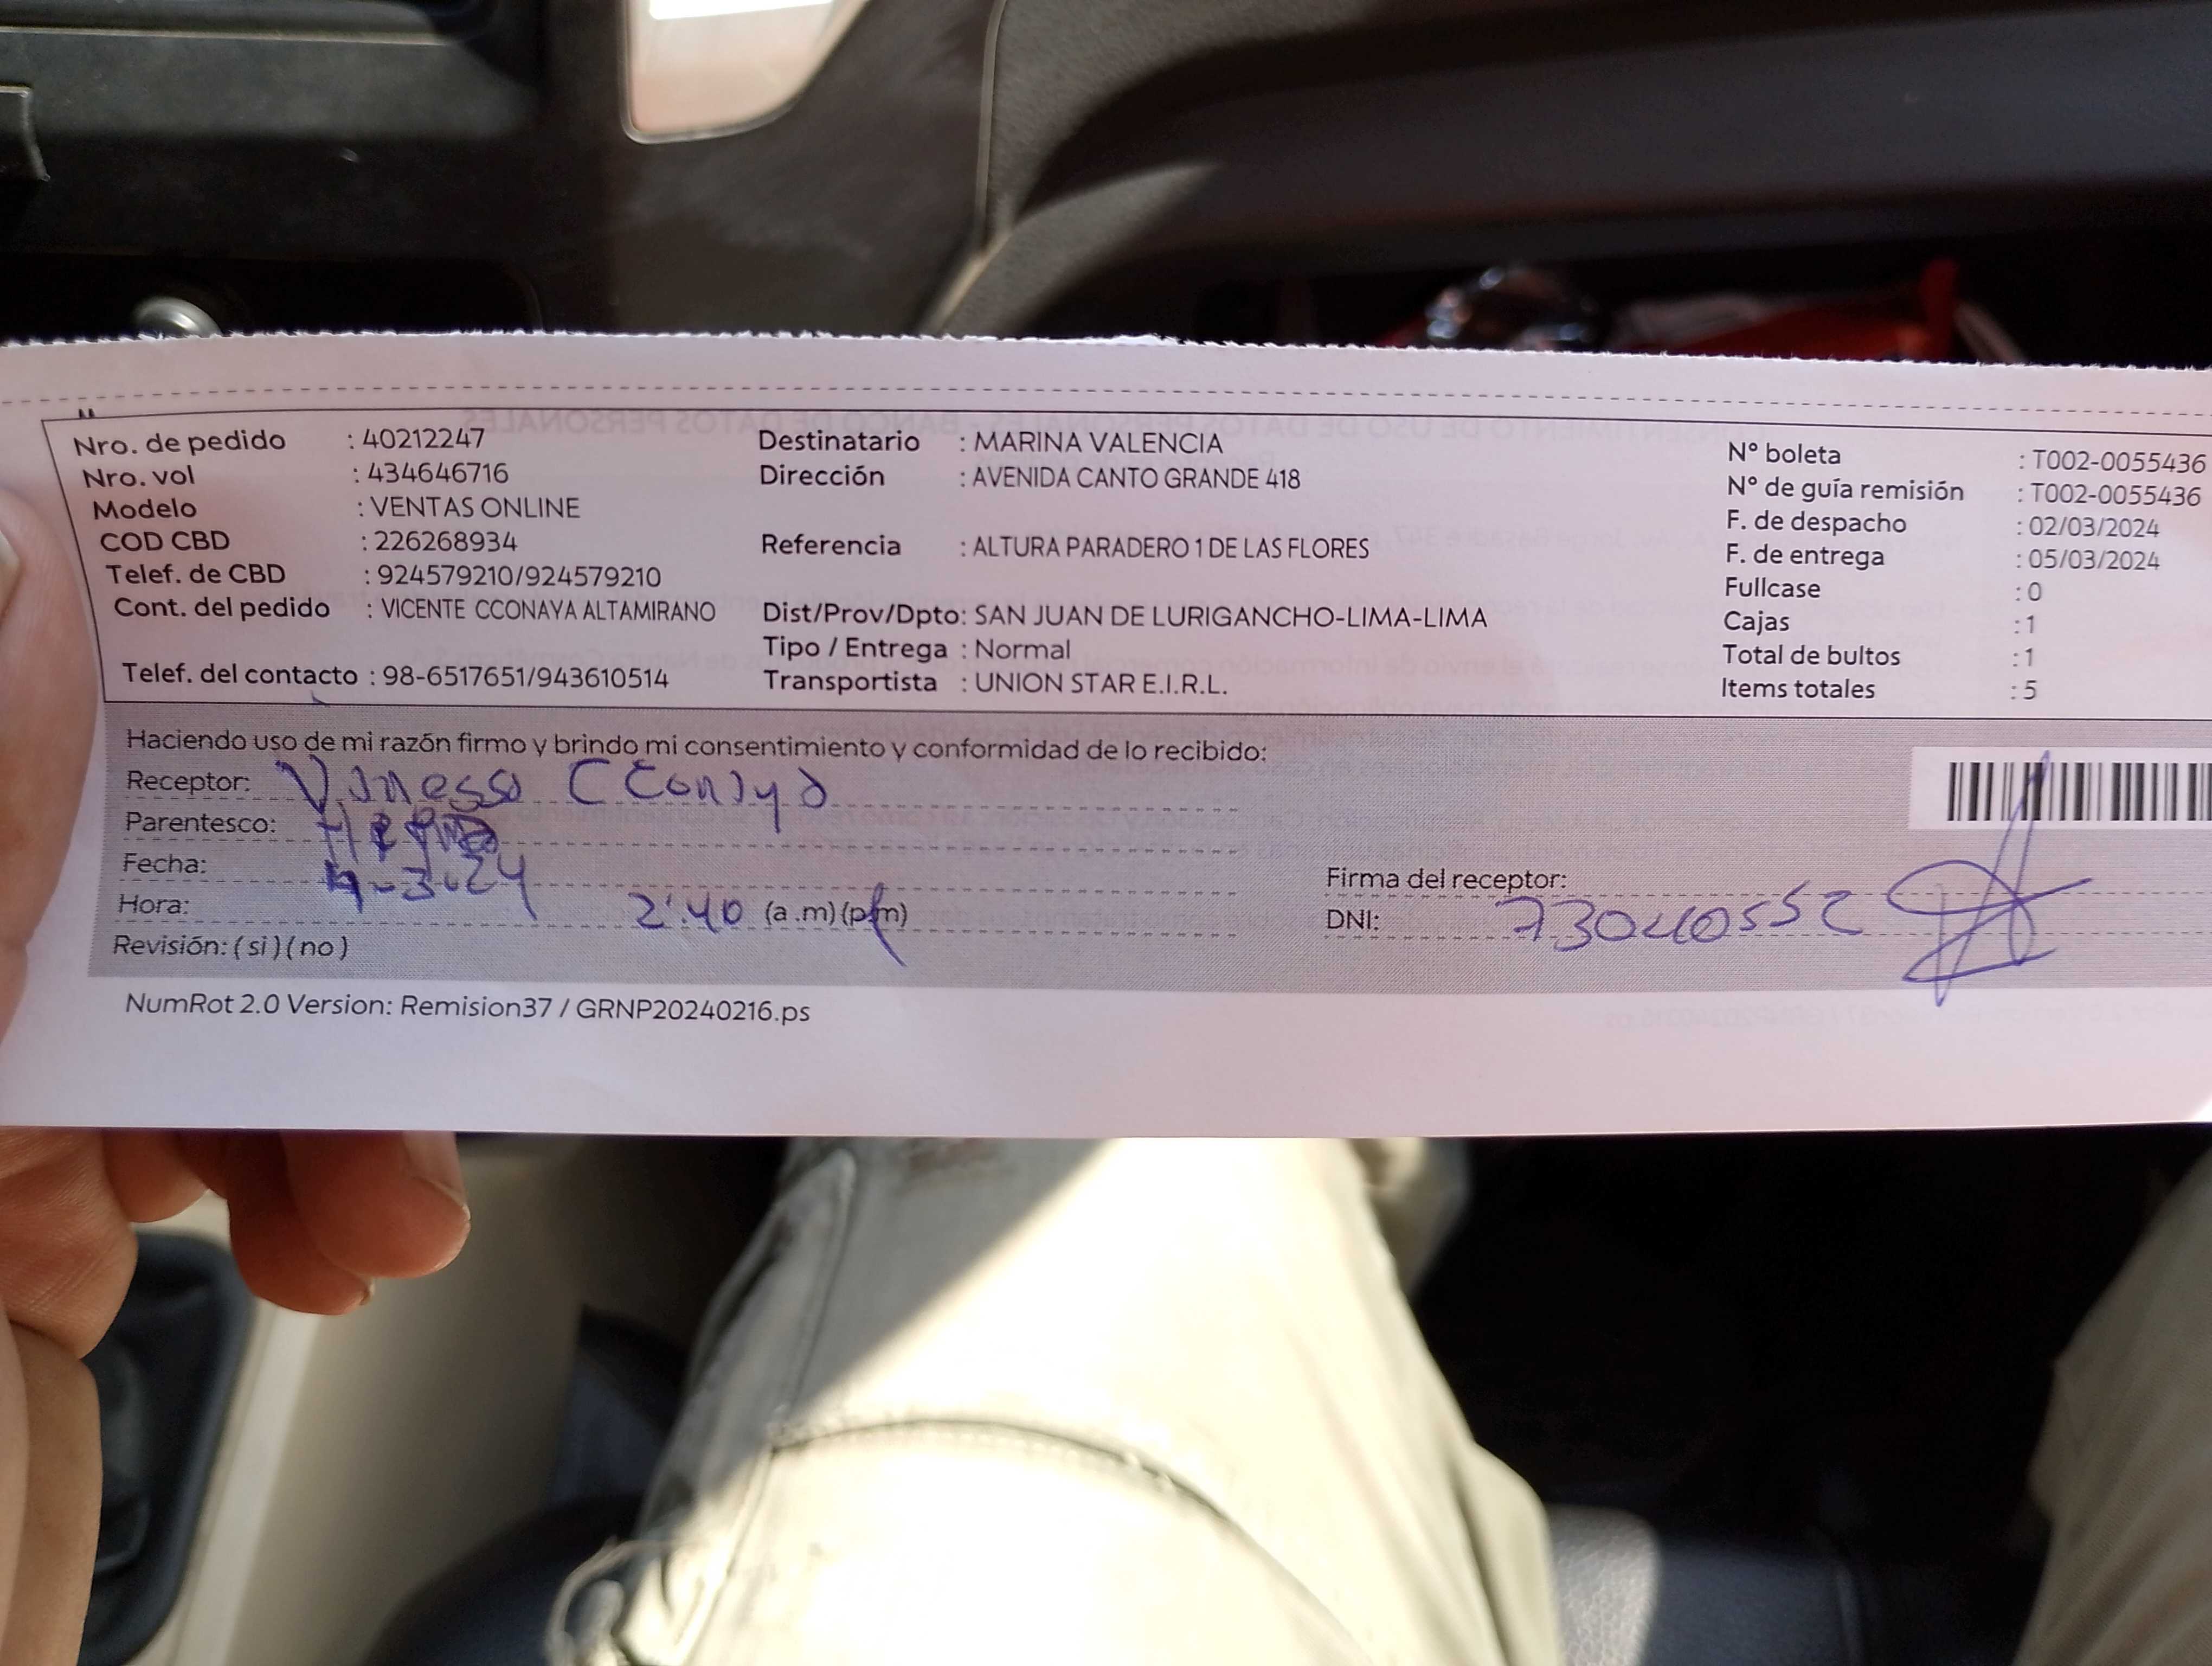 Nro. de pedido : 40212247
Nro. vol : 434646716
Modelo : VENTAS ONLINE
COD CBD : 226268934
Telef. de CBD : 924579210/924579210
Cont. del pedido : VICENTE CCONAYA ALTAMIRANO
Telef. del contacto : 98-6517651/943610514
Destinatario : MARINA VALENCIA
Dirección : AVENIDA CANTO GRANDE 418
Referencia : ALTURA PARADERO 1 DE LAS FLORES
Dist/Prov/Dpto: SAN JUAN DE LURIGANCHO-LIMA-LIMA
Tipo / Entrega : Normal
Transportista : UNION STAR E.I.R.L.
N° boleta : T002-0055436
N° de guía remisión : T002-0055436
F. de despacho : 02/03/2024
F. de entrega : 05/03/2024
Fullcase : 0
Cajas : 1
Total de bultos : 1
Items totales : 5
Haciendo uso de mi razón firmo y brindo mi consentimiento y conformidad de lo recibido:
Receptor: Vanessa CConaya
Parentesco:
Fecha: 4-3-24
Hora: 2:40 (a .m) (p.m)
Revisión: ( si ) ( no )
Firma del receptor:
DNI: 73040552
NumRot 2.0 Version: Remision37 / GRNP20240216.ps